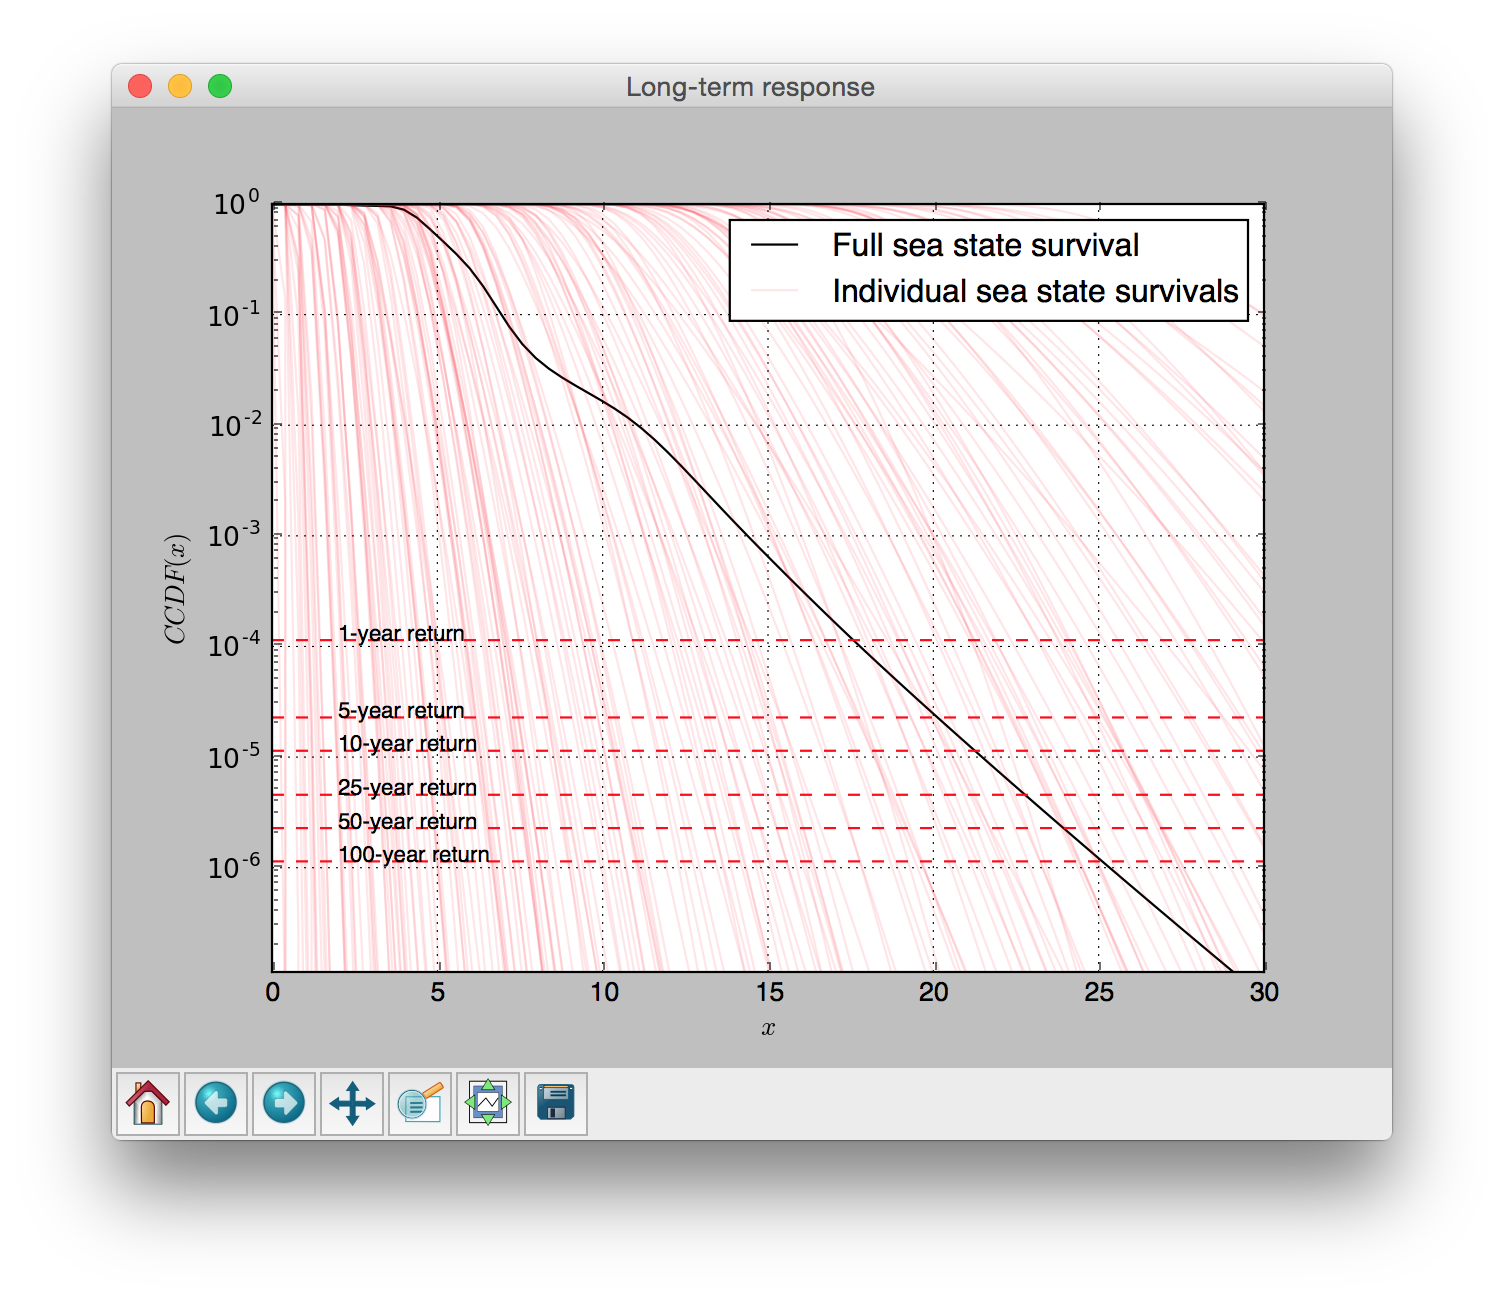 Long-term response
Full sea state survival
Individual sea state survivals
10^0
10^-1
10^-2
10^-3
10^-4
10^-5
10^-6
CCDF(x)
1-year return
5-year return
10-year return
25-year return
50-year return
100-year return
0 5 10 15 20 25 30
x